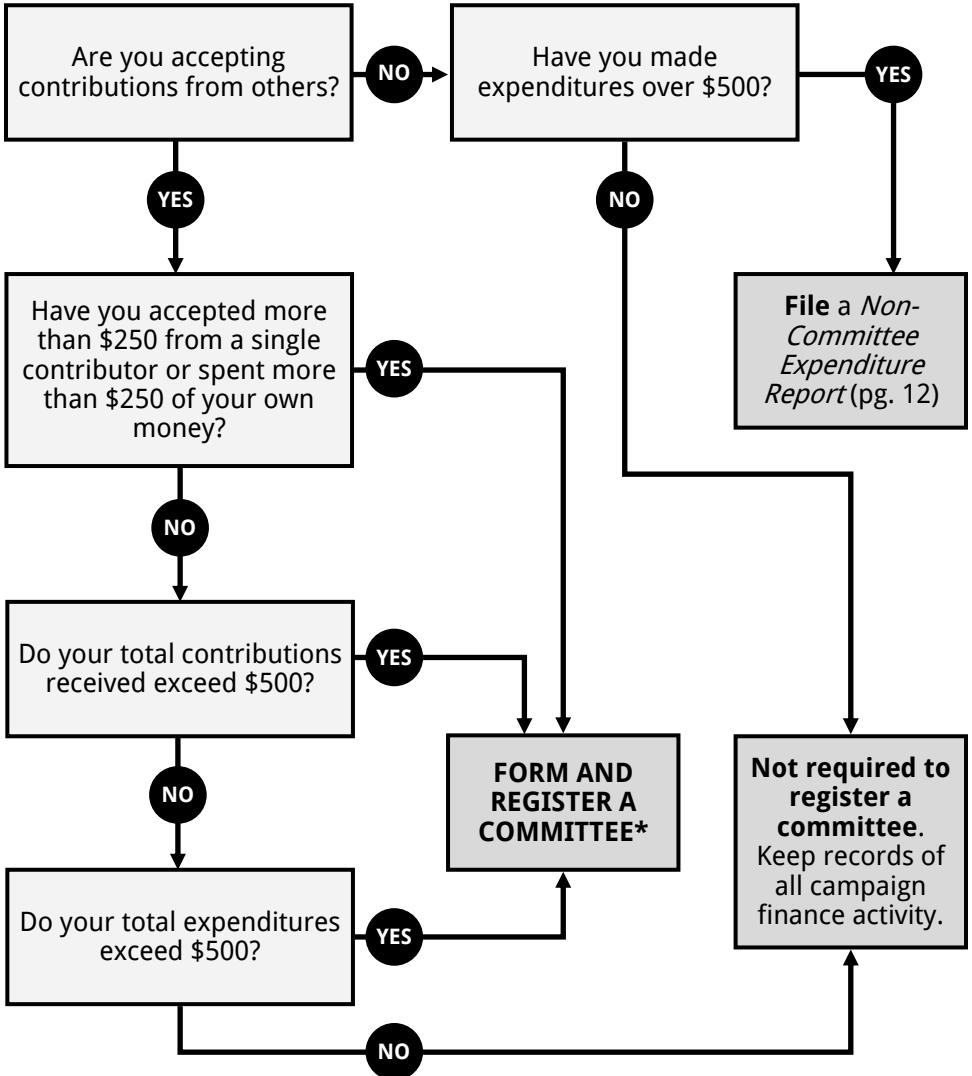 Are you accepting
contributions from others?
NO
Have you made
expenditures over $500?
YES
YES
NO
Have you accepted more
than $250 from a single
contributor or spent more
than $250 of your own
money?
YES
File a Non-
Committee
Expenditure
Report (pg. 12)
NO
Do your total contributions
received exceed $500?
YES
NO
FORM AND
REGISTER A
COMMITTEE*
Not required to
register a
committee.
Keep records of
all campaign
finance activity.
Do your total expenditures
exceed $500?
YES
NO